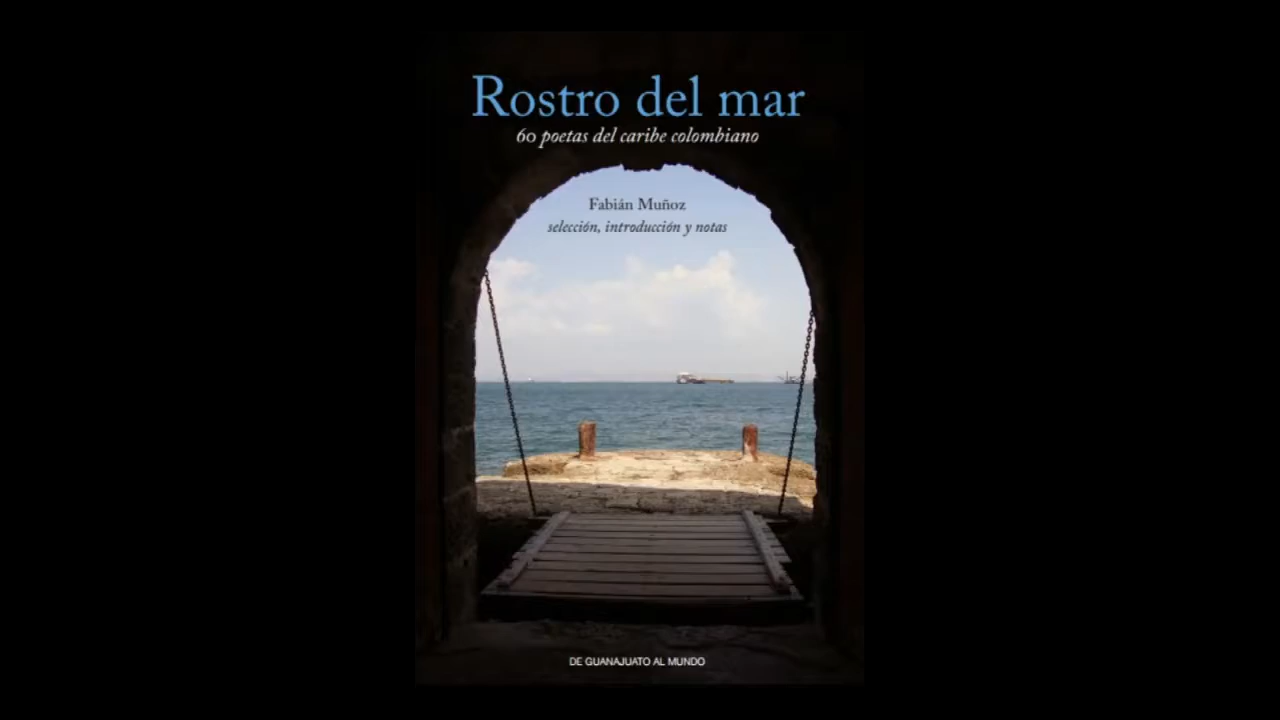 Rostro del mar
60 poetas del caribe colombiano
Fabián Muñoz
selección, introducción y notas
DE GUANAJUATO AL MUNDO